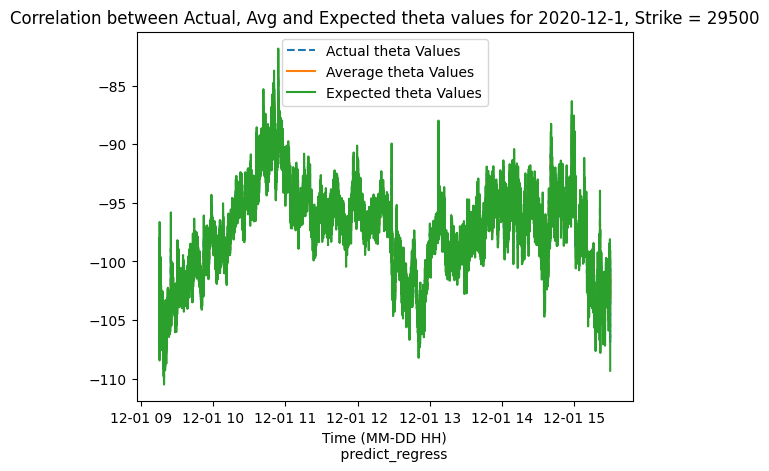 Correlation between Actual, Avg and Expected theta values for 2020-12-1, Strike = 29500
Actual theta Values
Average theta Values
Expected theta Values
−85
−90
−95
−100
−105
−110
12-01 09 12-01 10 12-01 11 12-01 12 12-01 13 12-01 14 12-01 15
Time (MM-DD HH)
predict_regress